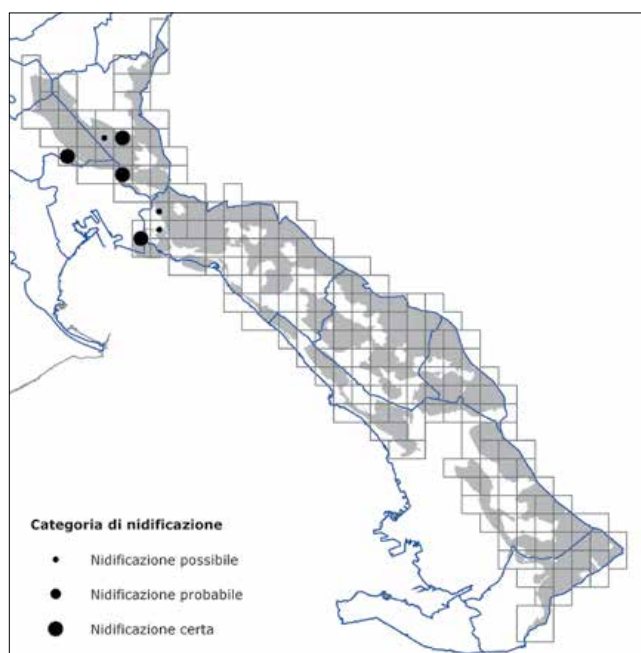 Categoria di nidificazione
Nidificazione possibile
Nidificazione probabile
Nidificazione certa